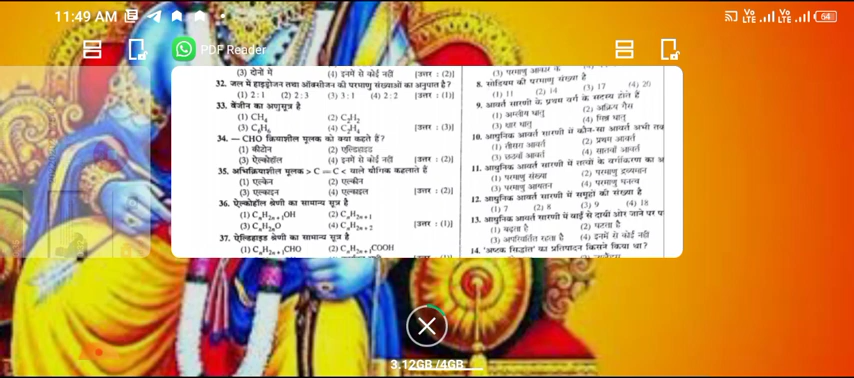 11:49 AM
Vo LTE
Vo LTE
64
PDF Reader
(3) दोनों में (4) इनमें से कोई नहीं [उत्तर : (2)]
32. जल में हाइड्रोजन तथा ऑक्सीजन की परमाणु संख्याओं का अनुपात है?
(1) 2 : 1 (2) 2 : 3 (3) 3 : 1 (4) 2 : 2 [उत्तर : (1)]
33. बेंजीन का अणुसूत्र है
(1) CH4 (2) C2H2
(3) C6H6 (4) C2H4 [उत्तर : (3)]
34. — CHO क्रियाशील मूलक को क्या कहते हैं?
(1) कीटोन (2) एल्डिहाइड
(3) ऐल्कोहॉल (4) इनमें से कोई नहीं [उत्तर : (2)]
35. अभिक्रियाशील मूलक > C = C < वाले यौगिक कहलाते हैं
(1) एल्केन (2) एल्कीन
(3) एल्काइन (4) एल्काइल [उत्तर : (2)]
36. ऐल्कोहॉल श्रेणी का सामान्य सूत्र है
(1) CnH2n+1OH (2) CnH2n+1
(3) CnH2nO (4) CnH2n+2 [उत्तर : (1)]
37. ऐल्डिहाइड श्रेणी का सामान्य सूत्र है
(1) CnH2n+1CHO (2) CnH2n+1COOH
(3) परमाणु आकार के
8. सोडियम की परमाणु संख्या है
(1) 11 (2) 14 (3) 17 (4) 20
9. आवर्त सारणी के प्रथम वर्ग के सदस्य होते हैं
(1) अम्लीय धातु (2) अक्रिय गैस
(3) क्षार धातु (4) मिश्र धातु
10. आधुनिक आवर्त सारणी में कौन-सा आवर्त अभी तक
(1) तीसरा आवर्त (2) प्रथम आवर्त
(3) छठवाँ आवर्त (4) सातवाँ आवर्त
11. आधुनिक आवर्त सारणी में तत्वों के वर्गीकरण का
(1) परमाणु संख्या (2) परमाणु द्रव्यमान
(3) परमाणु आयतन (4) परमाणु घनत्व
12. आधुनिक आवर्त सारणी में समूहों की संख्या है
(1) 7 (2) 8 (3) 9 (4) 18
13. आधुनिक आवर्त सारणी में बाईं से दायीं ओर जाने पर
(1) बढ़ता है (2) घटता है
(3) अपरिवर्तित रहता है (4) इनमें से कोई नहीं
14. 'अष्टक सिद्धांत' का प्रतिपादन किसने किया था?
3.12GB /4GB